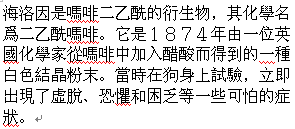 海洛因是嗎啡二乙酰的衍生物，其化學名
爲二乙酰嗎啡。它是１８７４年由一位英
國化學家從嗎啡中加入醋酸而得到的一種
白色結晶粉末。當時在狗身上試驗，立即
出現了虛脫、恐懼和困乏等一些可怕的症
狀。